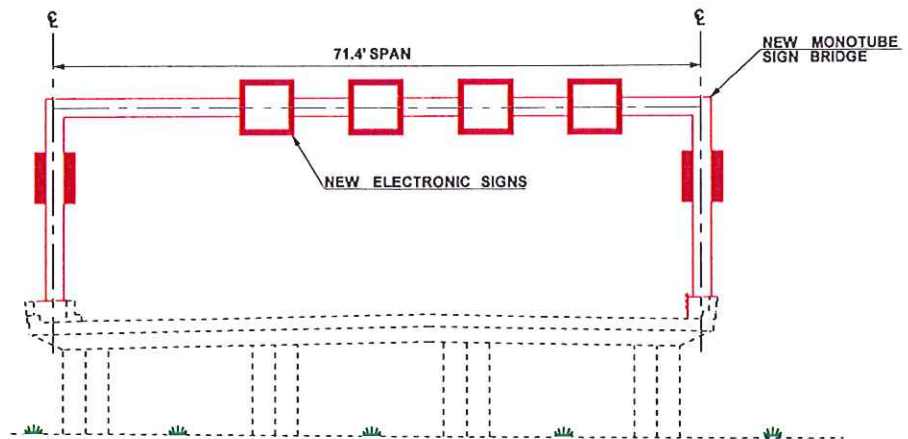 ℄ ℄
71.4' SPAN
NEW MONOTUBE
SIGN BRIDGE
NEW ELECTRONIC SIGNS